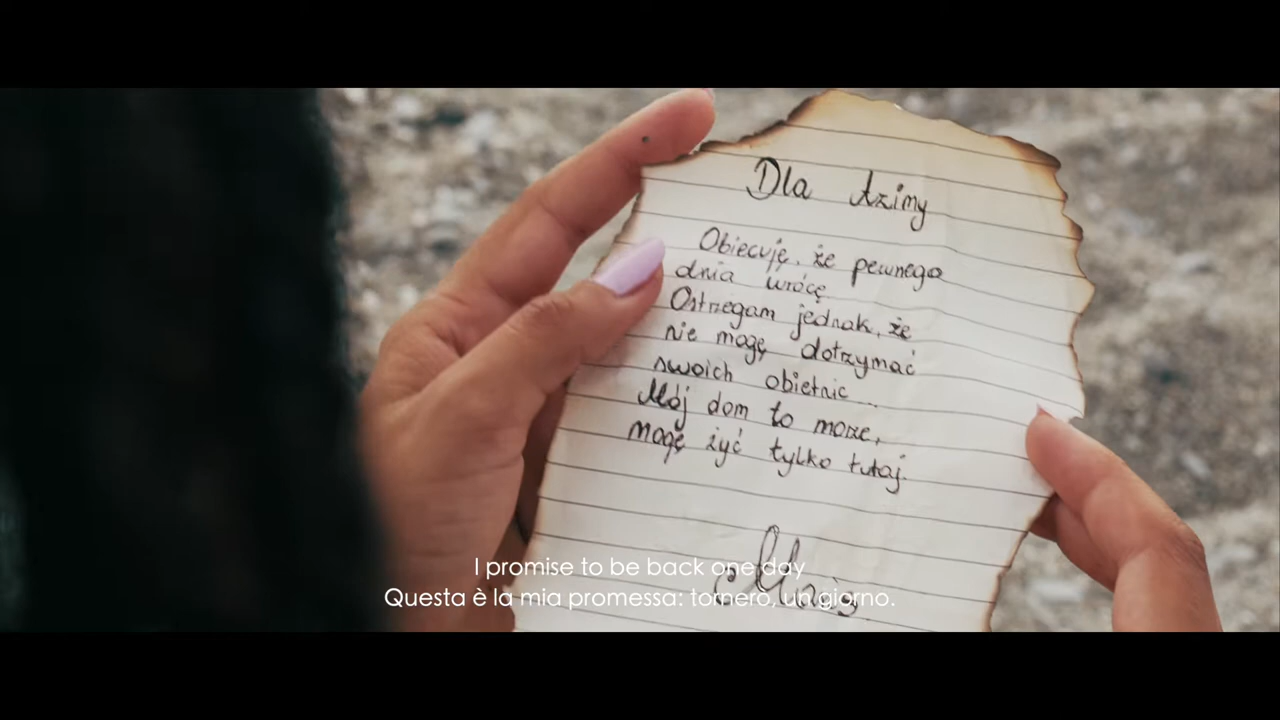 Dla Azimy
Obiecuję, że pewnego
dnia wrócę.
Ostrzegam jednak, że
nie mogę dotrzymać
swoich obietnic...
Mój dom to morze,
mogę żyć tylko tutaj.
I promise to be back one day
Questa è la mia promessa: tornerò, un giorno.